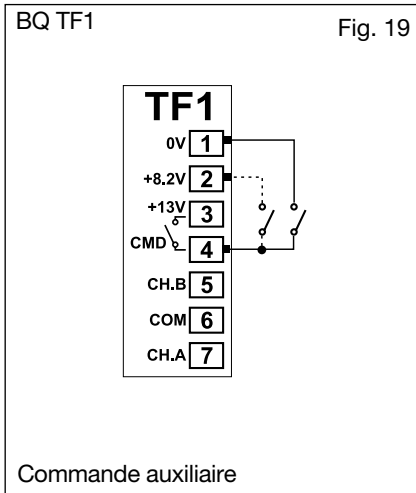 BQ TF1
Fig. 19
TF1
0V 1
+8.2V 2
+13V 3
CMD 4
CH.B 5
COM 6
CH.A 7
Commande auxiliaire